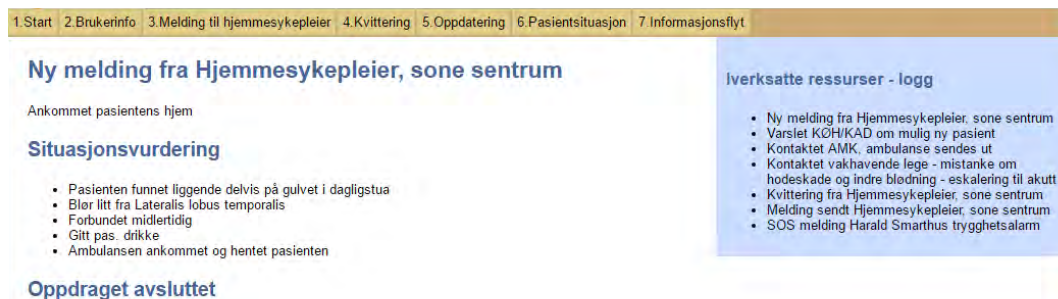 1.Start 2.Brukerinfo 3.Melding til hjemmesykepleier 4.Kvittering 5.Oppdatering 6.Pasientsituasjon 7.Informasjonsflyt
Ny melding fra Hjemmesykepleier, sone sentrum
Ankommet pasientens hjem
Situasjonsvurdering
• Pasienten funnet liggende delvis på gulvet i dagligstua
• Blør litt fra Lateralis lobus temporalis
• Forbundet midlertidig
• Gitt pas. drikke
• Ambulansen ankommet og hentet pasienten
Oppdraget avsluttet
Iverksatte ressurser - logg
• Ny melding fra Hjemmesykepleier, sone sentrum
• Varslet KØH/KAD om mulig ny pasient
• Kontaktet AMK, ambulanse sendes ut
• Kontaktet vakhavende lege - mistanke om
hodeskade og indre blødning - eskalering til akutt
• Kvittering fra Hjemmesykepleier, sone sentrum
• Melding sendt Hjemmesykepleier, sone sentrum
• SOS melding Harald Smarthus trygghetsalarm